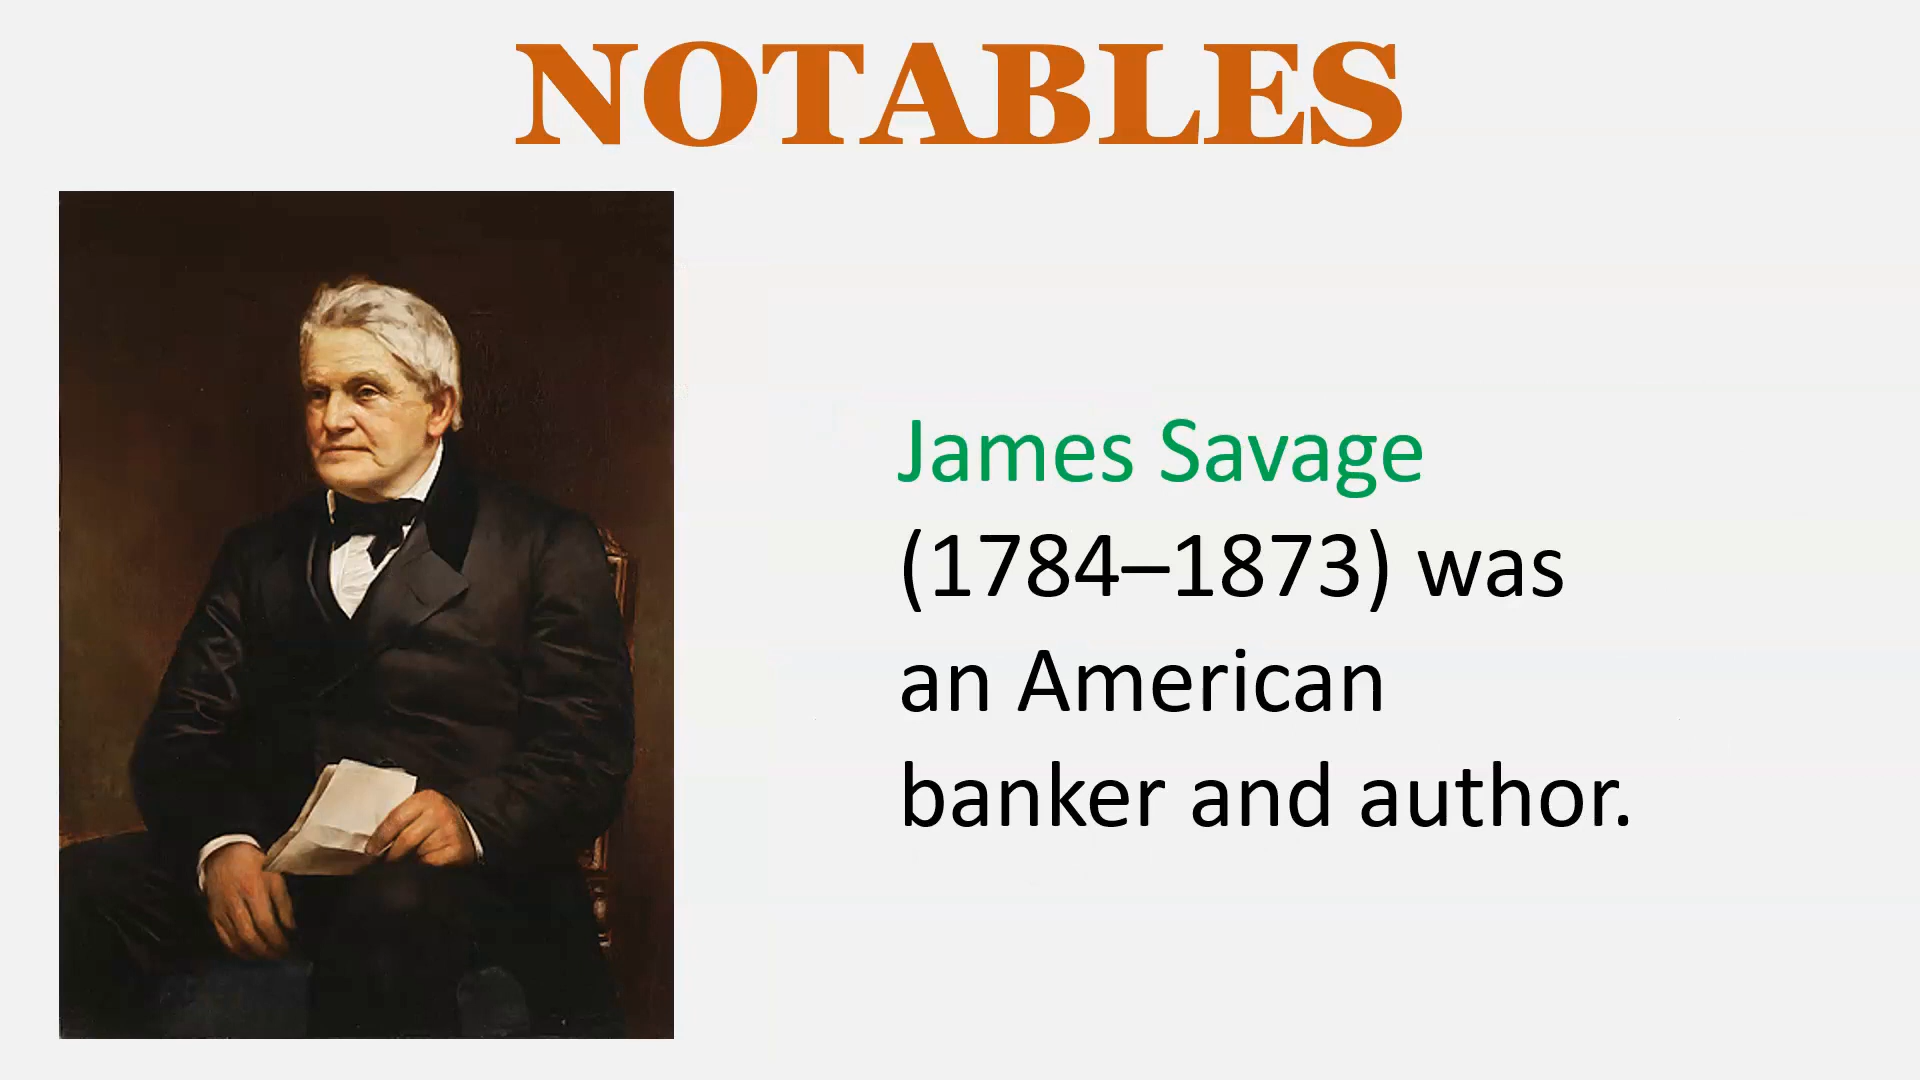 NOTABLES
James Savage
(1784–1873) was
an American
banker and author.